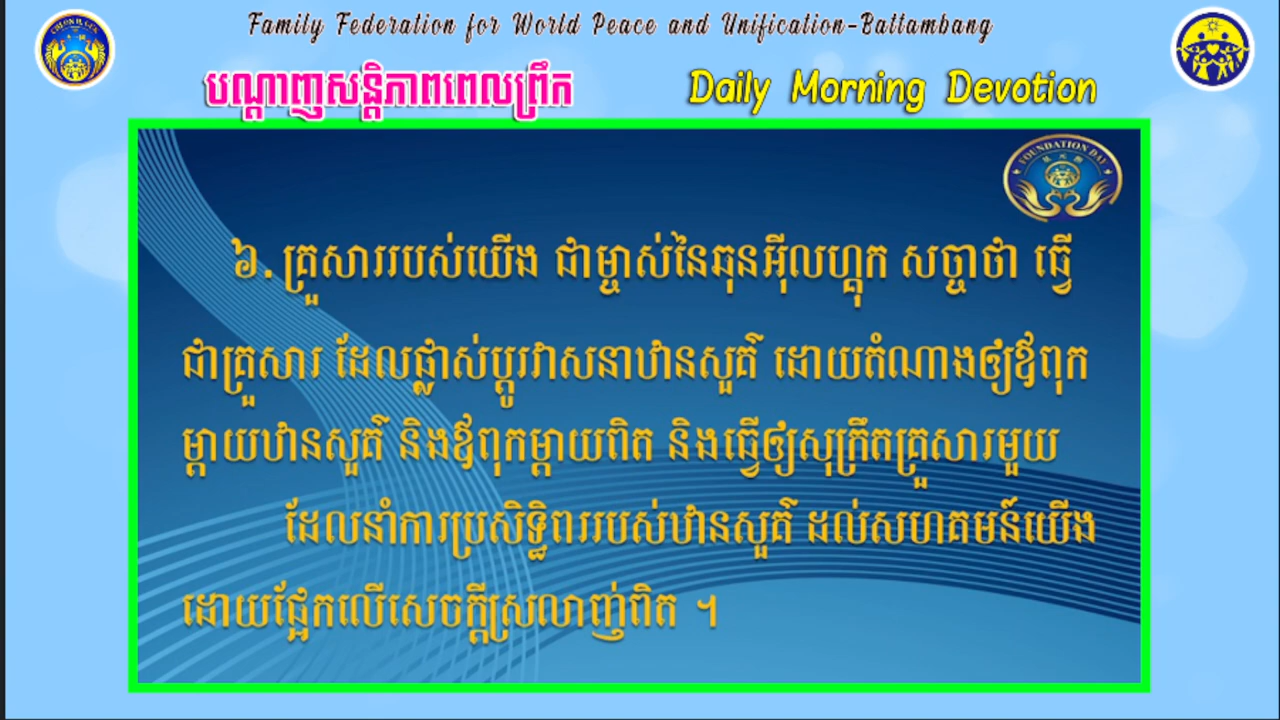 Family Federation for World Peace and Unification-Battambang
បណ្តាញសន្តិភាពពេលព្រឹក
Daily Morning Devotion
FOUNDATION DAY
៦. គ្រួសាររបស់យើង ជាម្ចាស់នៃឆុនអ៊ីលហ្គុក សច្ចាថា ធ្វើ
ជាគ្រួសារ ដែលផ្លាស់ប្តូរវាសនាឋានសួគ៌ ដោយតំណាងឲ្យឪពុក
ម្តាយឋានសួគ៌ និងឪពុកម្តាយពិត និងធ្វើឲ្យសុក្រឹតគ្រួសារមួយ
ដែលនាំការប្រសិទ្ធិពររបស់ឋានសួគ៌ ដល់សហគមន៍យើង
ដោយផ្អែកលើសេចក្តីស្រលាញ់ពិត ។